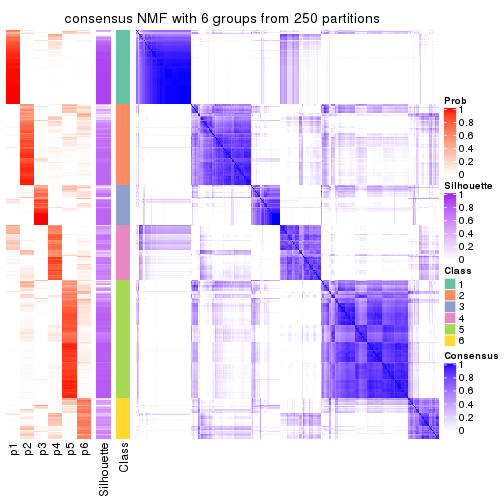 consensus NMF with 6 groups from 250 partitions
Prob
1
0.8
0.6
0.4
0.2
0
Silhouette
1
0.8
0.6
0.4
0.2
0
Class
1
2
3
4
5
6
Consensus
1
0.8
0.6
0.4
0.2
0
p1
p2
p3
p4
p5
p6
Silhouette
Class